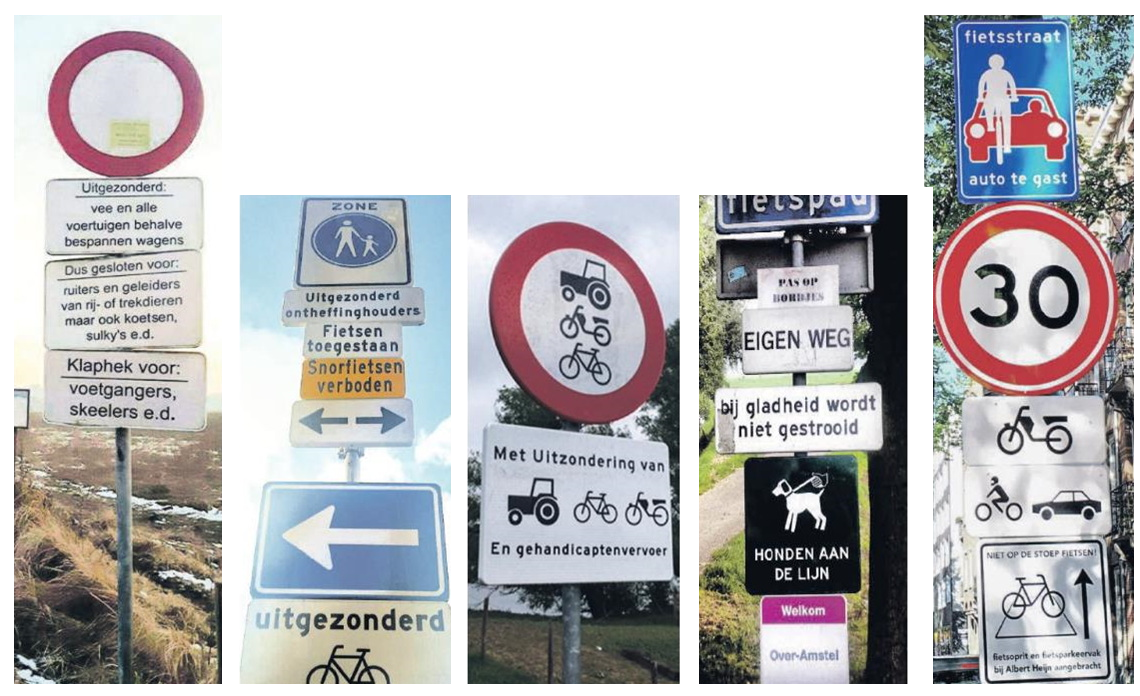 Uitgezonderd:
vee en alle
voertuigen behalve
bespannen wagens
Dus gesloten voor:
ruiters en geleiders
van rij- of trekdieren
maar ook koetsen,
sulky's e.d.
Klaphek voor:
voetgangers,
skeelers e.d.
ZONE
Uitgezonderd
ontheffinghouders
Fietsen
toegestaan
Snorfietsen
verboden
uitgezonderd
Met Uitzondering van
En gehandicaptenvervoer
fietspad
PAS OP
BORDJES
EIGEN WEG
bij gladheid wordt
niet gestrooid
HONDEN AAN
DE LIJN
Welkom
Over-Amstel
fietsstraat
auto te gast
30
NIET OP DE STOEP FIETSEN!
fietsoprit en fietsparkeervak
bij Albert Heijn aangebracht